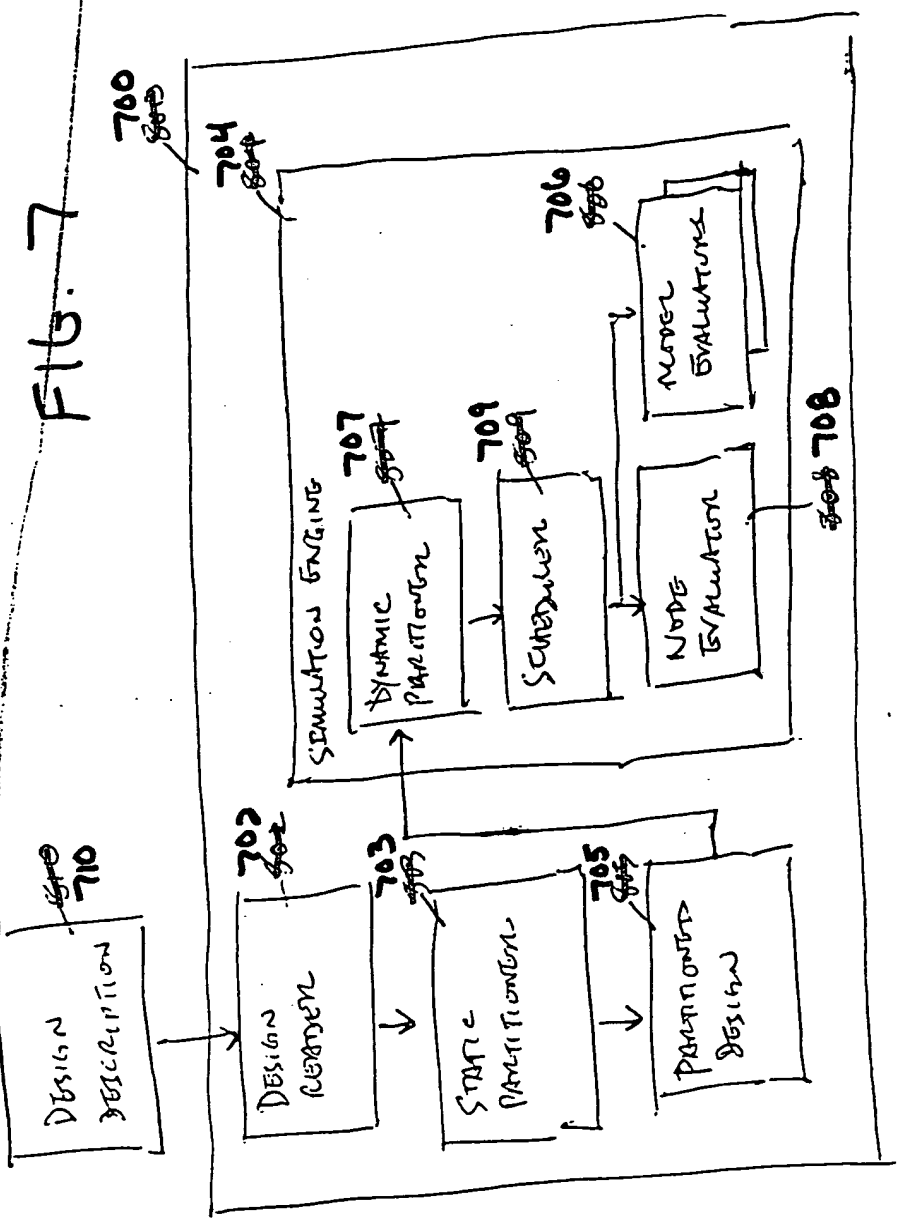 FIG. 7
710
DESIGN
DESCRIPTION
700
702
DESIGN
READER
703
STATIC
PARTITIONER
705
PARTITIONED
DESIGN
704
SIMULATION ENGINE
707
DYNAMIC
PARITIONER
709
SCHEDULER
706
MODEL
EVALUATORS
NODE
EVALUATOR
708